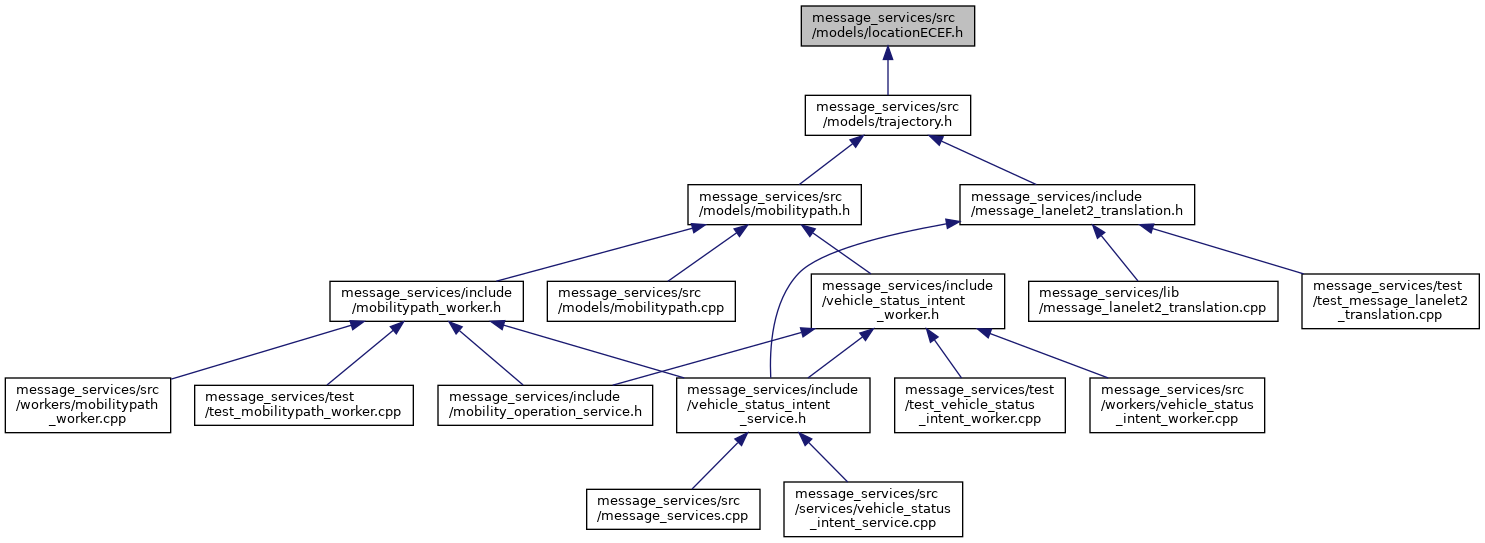 message_services/src
/models/locationECEF.h
message_services/src
/models/trajectory.h
message_services/src
/models/mobilitypath.h
message_services/include
/message_lanelet2_translation.h
message_services/include
/mobilitypath_worker.h
message_services/src
/models/mobilitypath.cpp
message_services/include
/vehicle_status_intent
_worker.h
message_services/lib
/message_lanelet2_translation.cpp
message_services/test
/test_message_lanelet2
_translation.cpp
message_services/src
/workers/mobilitypath
_worker.cpp
message_services/test
/test_mobilitypath_worker.cpp
message_services/include
/mobility_operation_service.h
message_services/include
/vehicle_status_intent
_service.h
message_services/test
/test_vehicle_status
_intent_worker.cpp
message_services/src
/workers/vehicle_status
_intent_worker.cpp
message_services/src
/message_services.cpp
message_services/src
/services/vehicle_status
_intent_service.cpp